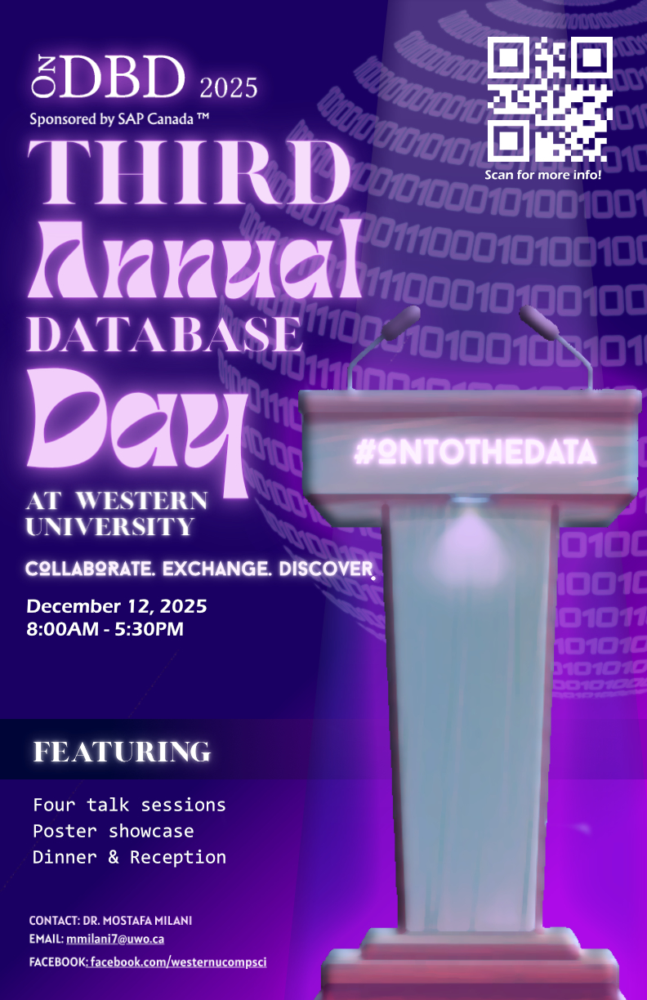 ONDBD 2025
Sponsored by SAP Canada ™
Scan for more info!
THIRD
Annual
DATABASE
Day
#ONTOTHEDATA
AT WESTERN
UNIVERSITY
COLLABORATE. EXCHANGE. DISCOVER.
December 12, 2025
8:00AM - 5:30PM
FEATURING
Four talk sessions
Poster showcase
Dinner & Reception
CONTACT: DR. MOSTAFA MILANI
EMAIL: mmilani7@uwo.ca
FACEBOOK: facebook.com/westernucompsci